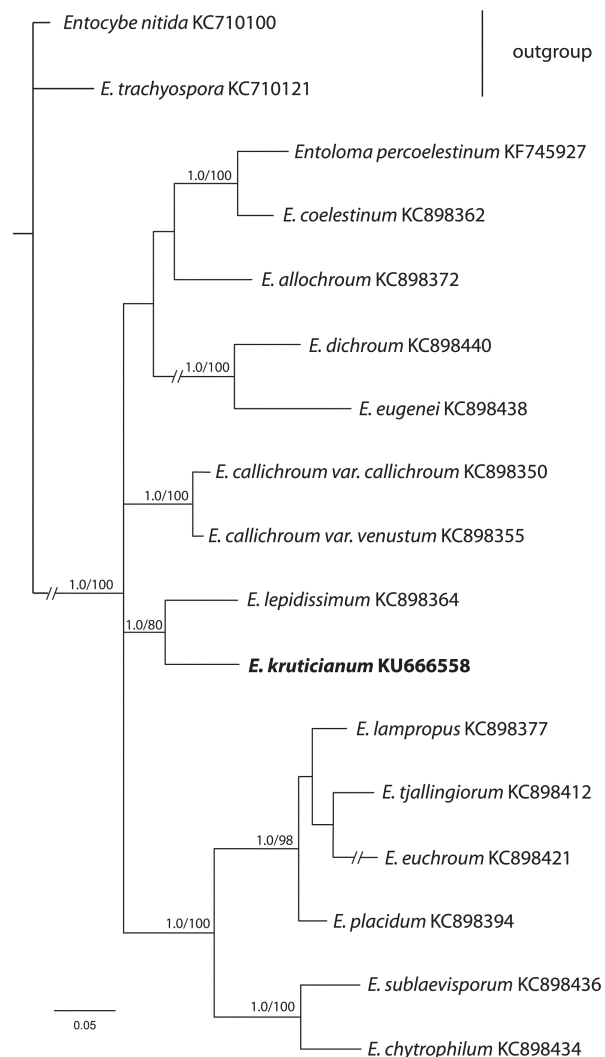 Entocybe nitida KC710100
outgroup
E. trachyospora KC710121
Entoloma percoelestinum KF745927
1.0/100
E. coelestinum KC898362
E. allochroum KC898372
E. dichroum KC898440
1.0/100
E. eugenei KC898438
E. callichroum var. callichroum KC898350
1.0/100
E. callichroum var. venustum KC898355
1.0/100
E. lepidissimum KC898364
1.0/80
E. kruticianum KU666558
E. lampropus KC898377
E. tjallingiorum KC898412
1.0/98
E. euchroum KC898421
E. placidum KC898394
1.0/100
E. sublaevisporum KC898436
1.0/100
0.05
E. chytrophilum KC898434